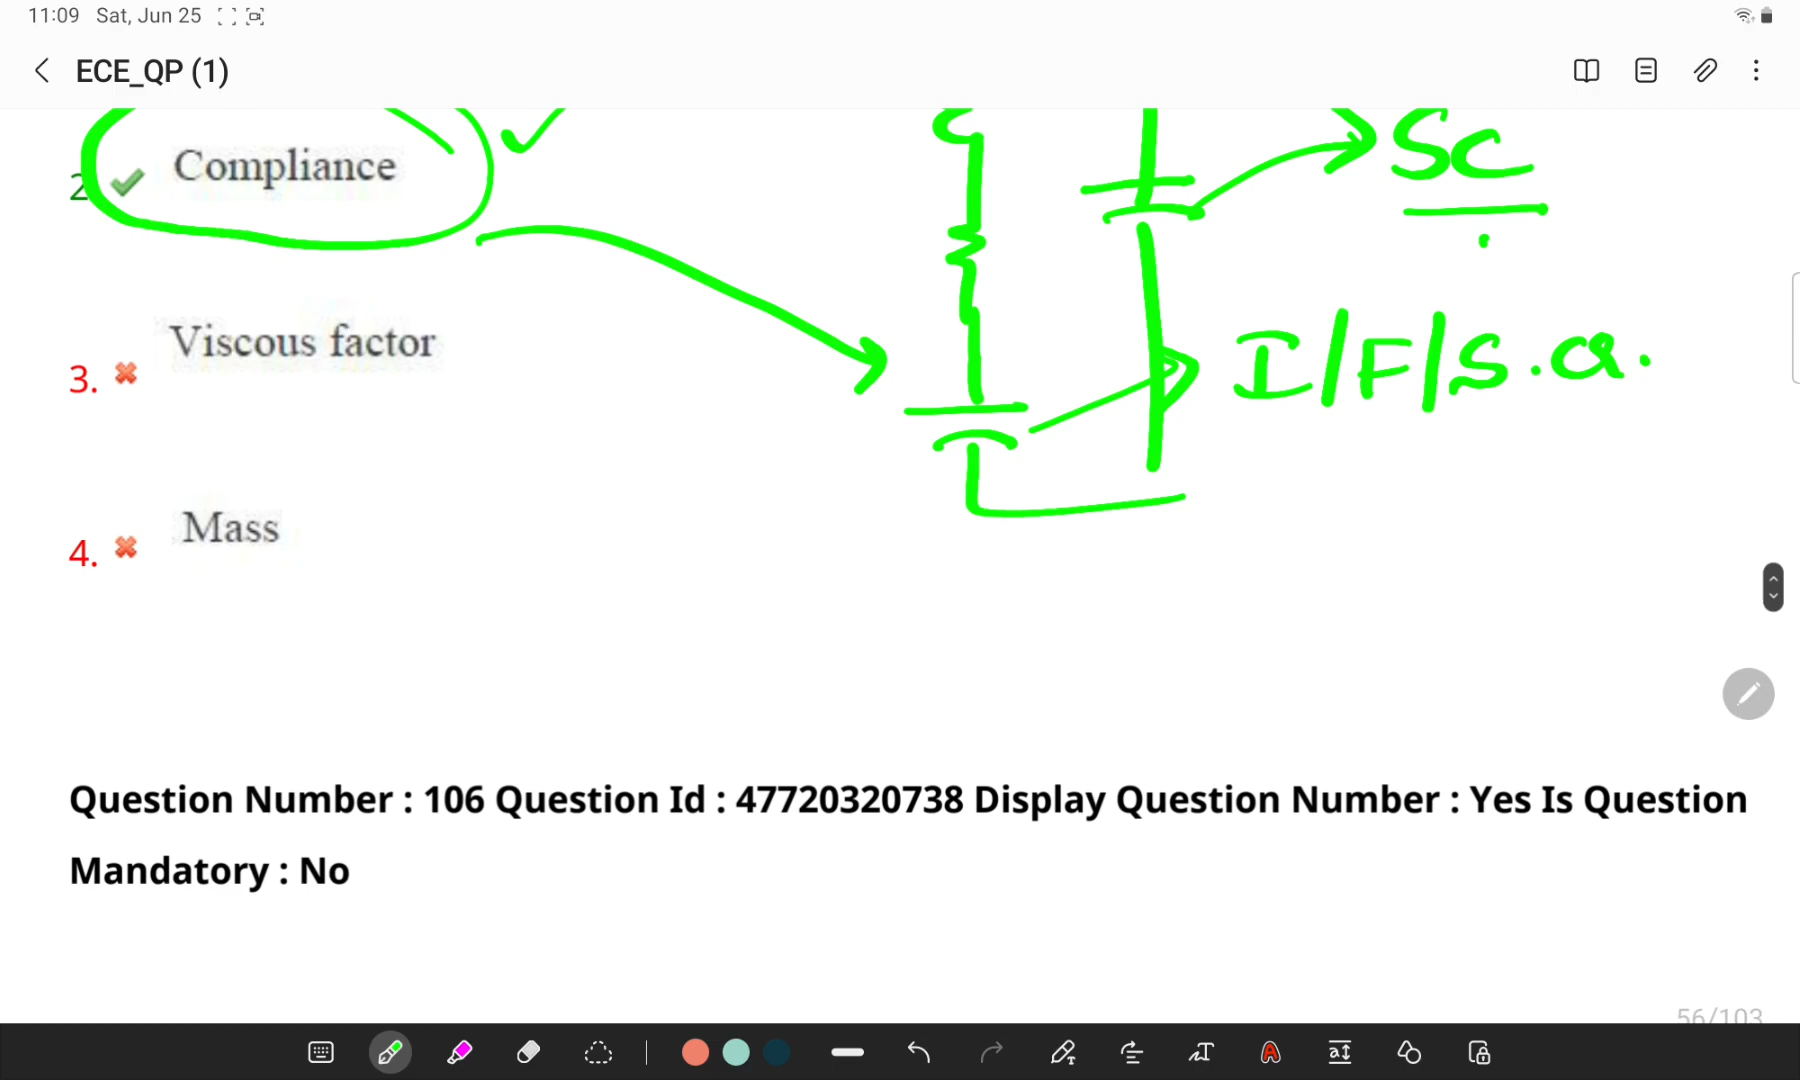 11:09 Sat, Jun 25
ECE_QP (1)
2. Compliance
SC
3. Viscous factor
I/F/S.Q.
4. Mass
Question Number : 106 Question Id : 47720320738 Display Question Number : Yes Is Question
Mandatory : No
56/103